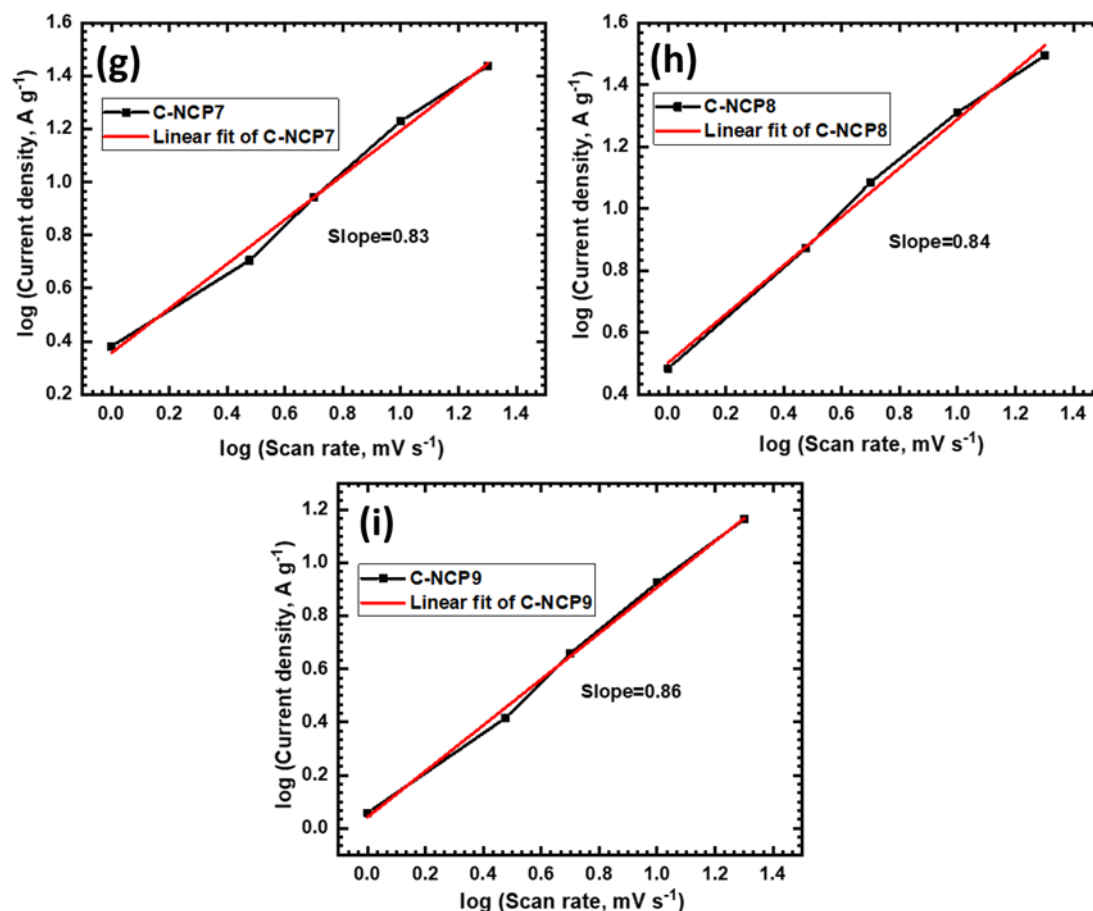 (g)
C-NCP7
Linear fit of C-NCP7
Slope=0.83
log (Current density, A g⁻¹)
1.6
1.4
1.2
1.0
0.8
0.6
0.4
0.2
0.0 0.2 0.4 0.6 0.8 1.0 1.2 1.4
log (Scan rate, mV s⁻¹)
(h)
C-NCP8
Linear fit of C-NCP8
Slope=0.84
log (Current density, A g⁻¹)
1.6
1.4
1.2
1.0
0.8
0.6
0.4
0.0 0.2 0.4 0.6 0.8 1.0 1.2 1.4
log (Scan rate, mV s⁻¹)
(i)
C-NCP9
Linear fit of C-NCP9
Slope=0.86
log (Current density, A g⁻¹)
1.2
1.0
0.8
0.6
0.4
0.2
0.0
0.0 0.2 0.4 0.6 0.8 1.0 1.2 1.4
log (Scan rate, mV s⁻¹)